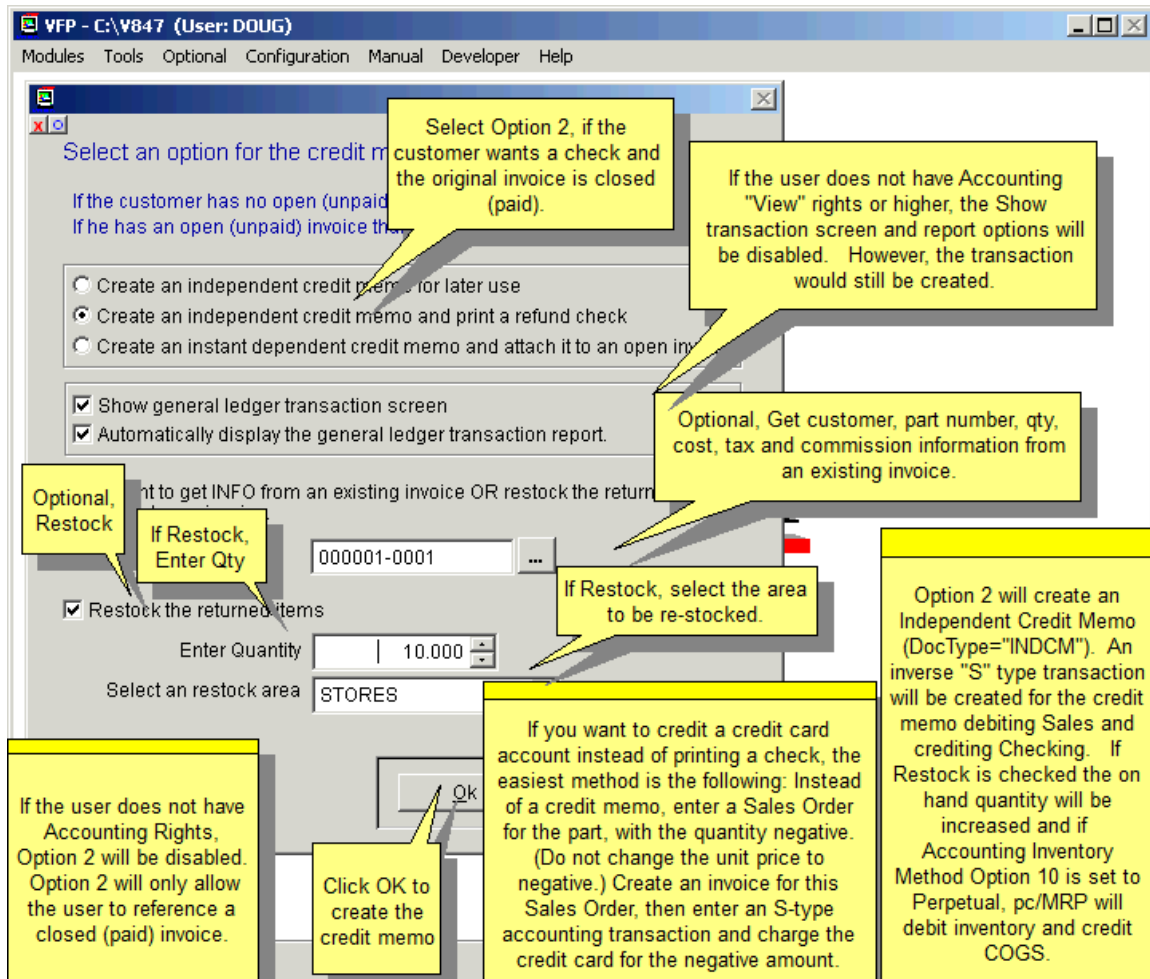 VFP - C:\V847 (User: DOUG)
Modules Tools Optional Configuration Manual Developer Help
Select an option for the credit m
If the customer has no open (unpaid
If he has an open (unpaid) invoice tha
Select Option 2, if the
customer wants a check and
the original invoice is closed
(paid).
If the user does not have Accounting
"View" rights or higher, the Show
transaction screen and report options will
be disabled. However, the transaction
would still be created.
Create an independent credit memo for later use
Create an independent credit memo and print a refund check
Create an instant dependent credit memo and attach it to an open inv
Show general ledger transaction screen
Automatically display the general ledger transaction report.
Optional, Get customer, part number, qty,
cost, tax and commission information from
an existing invoice.
nt to get INFO from an existing invoice OR restock the return
Optional,
Restock
If Restock,
Enter Qty
000001-0001 ...
If Restock, select the area
to be re-stocked.
Restock the returned items
Enter Quantity 10.000
Select an restock area STORES
Ok
If the user does not have
Accounting Rights,
Option 2 will be disabled.
Option 2 will only allow
the user to reference a
closed (paid) invoice.
Click OK to
create the
credit memo
If you want to credit a credit card
account instead of printing a check, the
easiest method is the following: Instead
of a credit memo, enter a Sales Order
for the part, with the quantity negative.
(Do not change the unit price to
negative.) Create an invoice for this
Sales Order, then enter an S-type
accounting transaction and charge the
credit card for the negative amount.
Option 2 will create an
Independent Credit Memo
(DocType="INDCM"). An
inverse "S" type transaction
will be created for the credit
memo debiting Sales and
crediting Checking. If
Restock is checked the on
hand quantity will be
increased and if
Accounting Inventory
Method Option 10 is set to
Perpetual, pc/MRP will
debit inventory and credit
COGS.